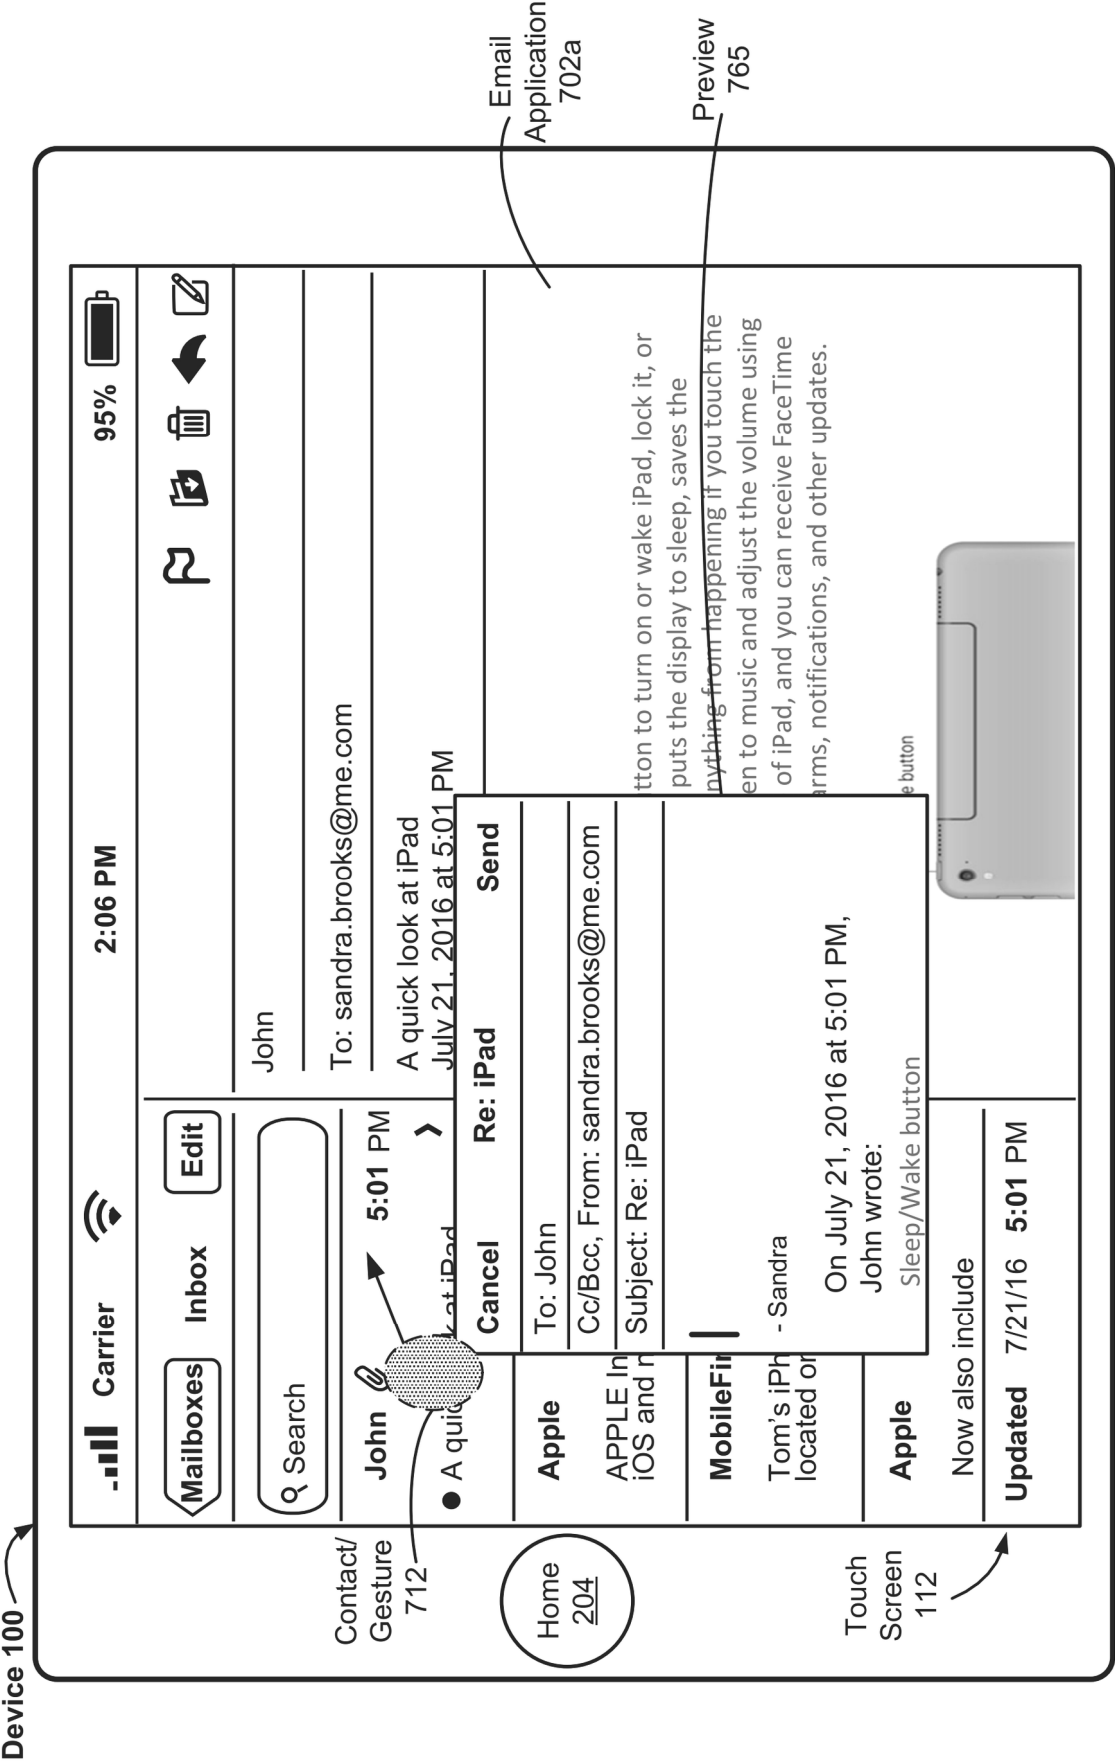 Device 100
Carrier
2:06 PM
95%
Mailboxes
Inbox
Edit
Search
John
5:01 PM
A quic
k at iPad
Apple
APPLE In
iOS and n
MobileFir
Tom's iPh
located or
Apple
Now also include
Updated 7/21/16 5:01 PM
John
To: sandra.brooks@me.com
A quick look at iPad
July 21, 2016 at 5:01 PM
tton to turn on or wake iPad, lock it, or
puts the display to sleep, saves the
nything from happening if you touch the
en to music and adjust the volume using
of iPad, and you can receive FaceTime
arms, notifications, and other updates.
e button
Cancel
Re: iPad
Send
To: John
Cc/Bcc, From: sandra.brooks@me.com
Subject: Re: iPad
- Sandra
On July 21, 2016 at 5:01 PM,
John wrote:
Sleep/Wake button
Contact/
Gesture
712
Home
204
Touch
Screen
112
Email
Application
702a
Preview
765